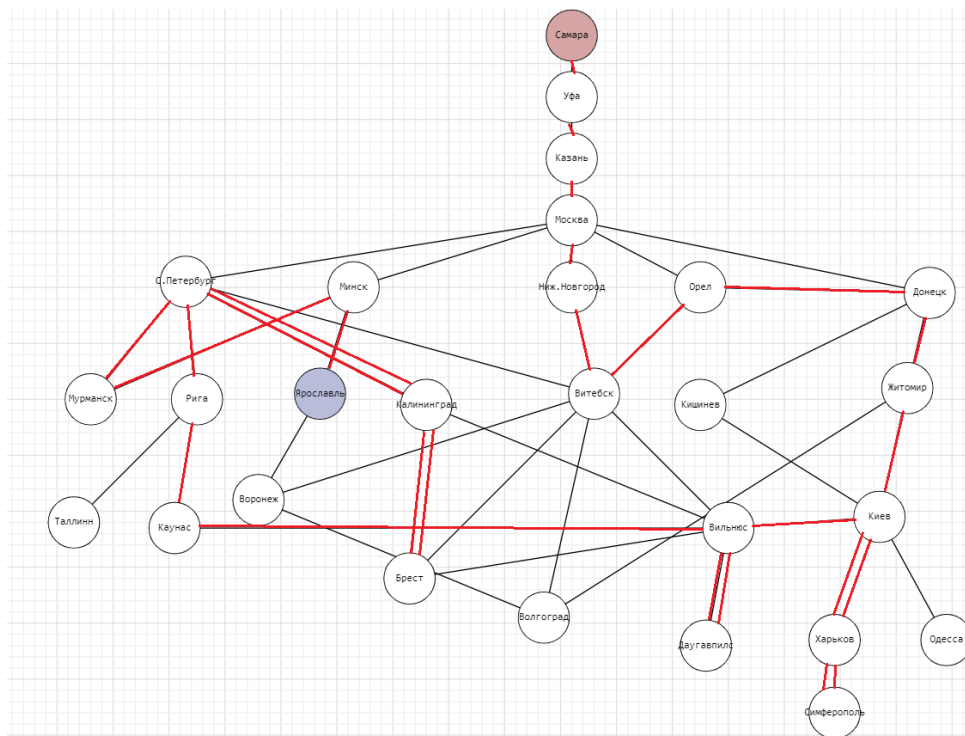 Самара
Уфа
Казань
Москва
С.Петербург
Минск
Ниж.Новгород
Орел
Донецк
Мурманск
Рига
Ярославль
Калининград
Витебск
Кишинев
Житомир
Таллинн
Каунас
Воронеж
Брест
Волгоград
Вильнюс
Киев
Даугавпилс
Харьков
Одесса
Симферополь